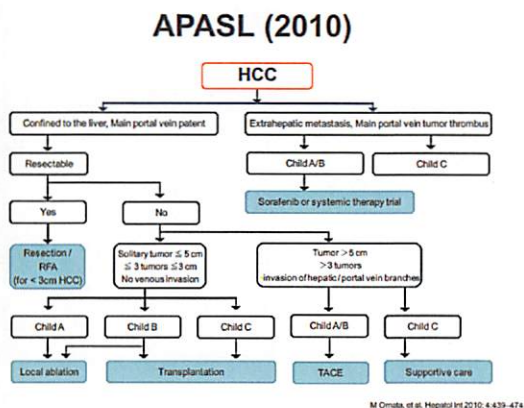 APASL (2010)
HCC
Confined to the liver, Main portal vein patent
Extrahepatic metastasis, Main portal vein tumor thrombus
Resectable
Child A/B
Child C
Sorafenib or systemic therapy trial
Yes
No
Resection /
RFA
(for < 3cm HCC)
Solitary tumor ≦ 5 cm
≦ 3 tumors ≦3 cm
No venous invasion
Tumor > 5 cm
>3 tumors
invasion of hepatic / portal vein branches
Child A
Child B
Child C
Child A/B
Child C
Local ablation
Transplantation
TACE
Supportive care
M Omata, et al. Hepatol Int 2010; 4:439-474